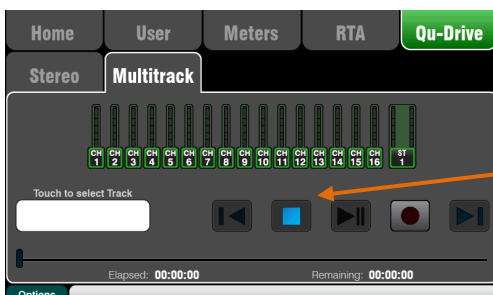 Home User Meters RTA Qu-Drive
Stereo Multitrack
CH 1 CH 2 CH 3 CH 4 CH 5 CH 6 CH 7 CH 8 CH 9 CH 10 CH 11 CH 12 CH 13 CH 14 CH 15 CH 16 ST 1
Touch to select Track
Elapsed: 00:00:00 Remaining: 00:00:00
Options